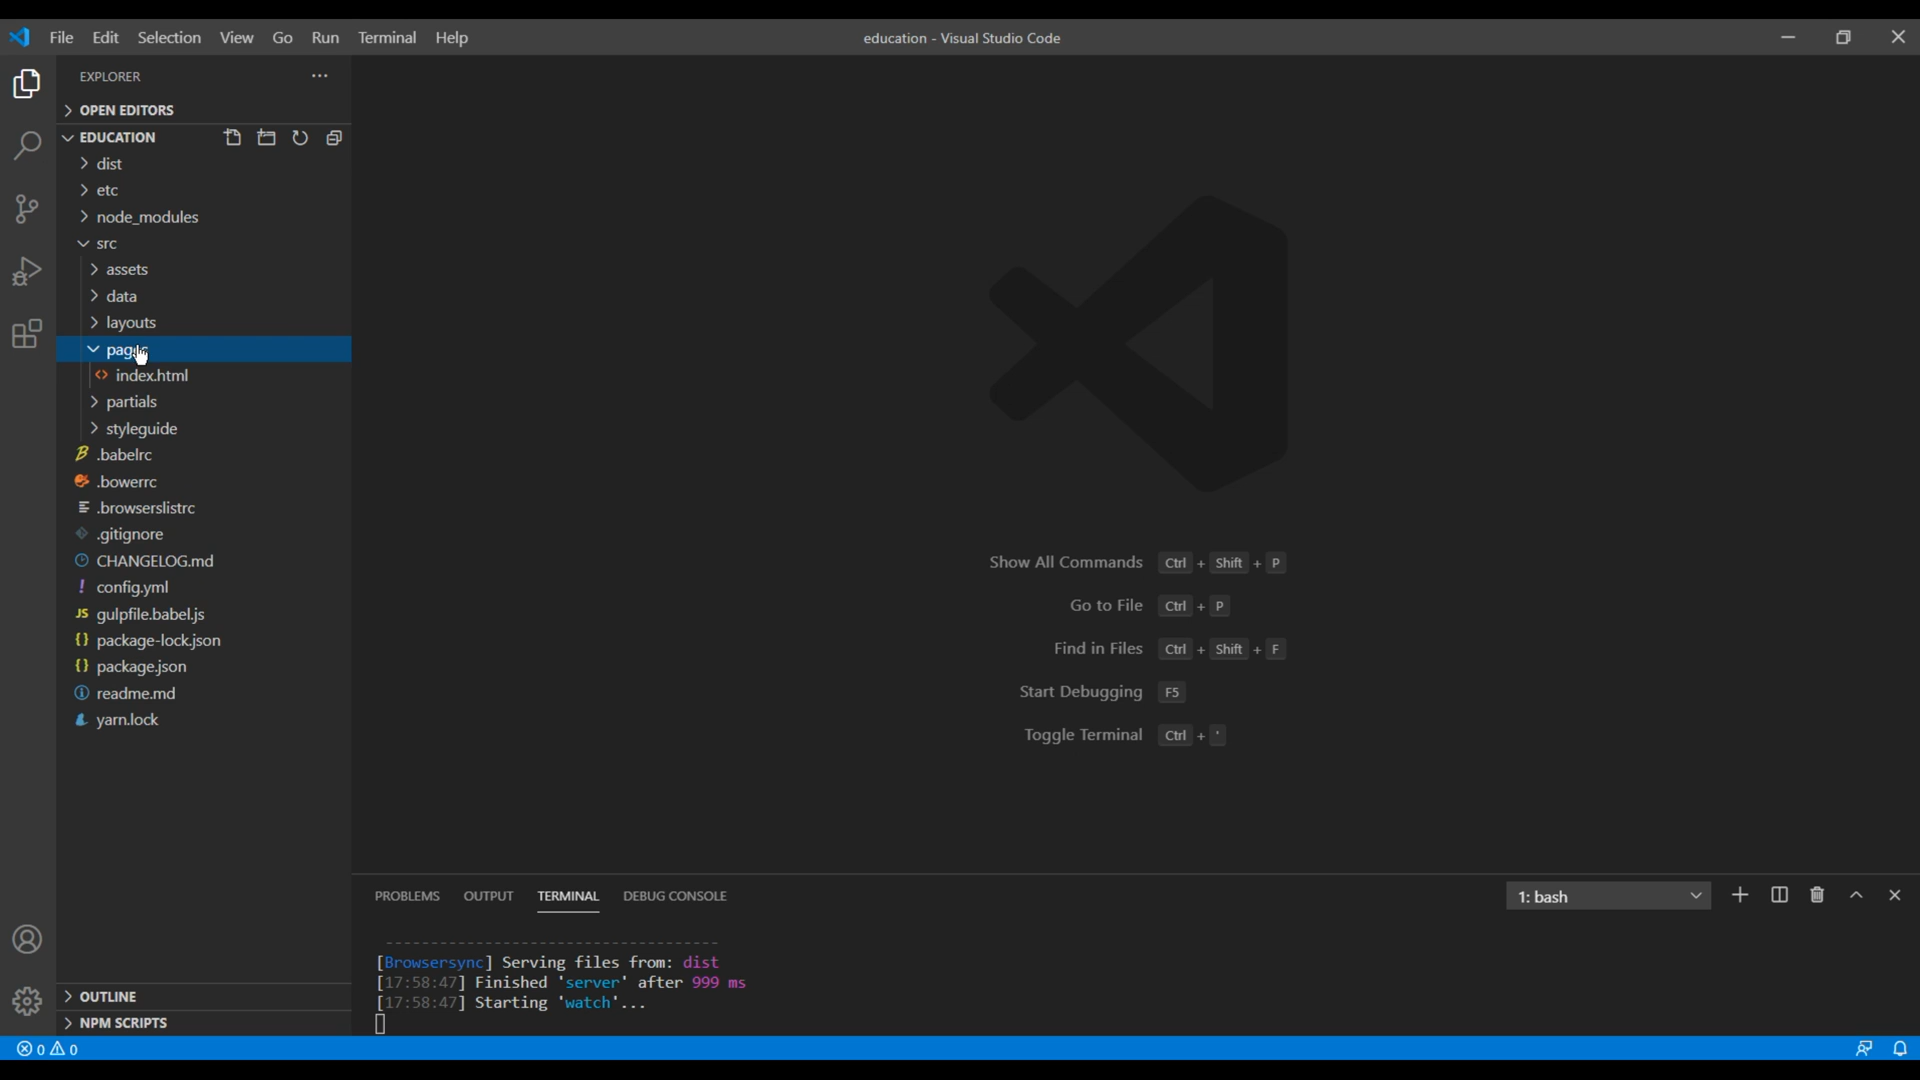 File Edit Selection View Go Run Terminal Help
education - Visual Studio Code
EXPLORER
OPEN EDITORS
EDUCATION
dist
etc
node_modules
src
assets
data
layouts
pages
index.html
partials
styleguide
.babelrc
.bowerrc
.browserslistrc
.gitignore
CHANGELOG.md
config.yml
gulpfile.babel.js
package-lock.json
package.json
readme.md
yarn.lock
OUTLINE
NPM SCRIPTS
Show All Commands Ctrl + Shift + P
Go to File Ctrl + P
Find in Files Ctrl + Shift + F
Start Debugging F5
Toggle Terminal Ctrl + '
PROBLEMS OUTPUT TERMINAL DEBUG CONSOLE
1: bash
--------------------------------------
[Browsersync] Serving files from: dist
[17:58:47] Finished 'server' after 999 ms
[17:58:47] Starting 'watch'...
0 0